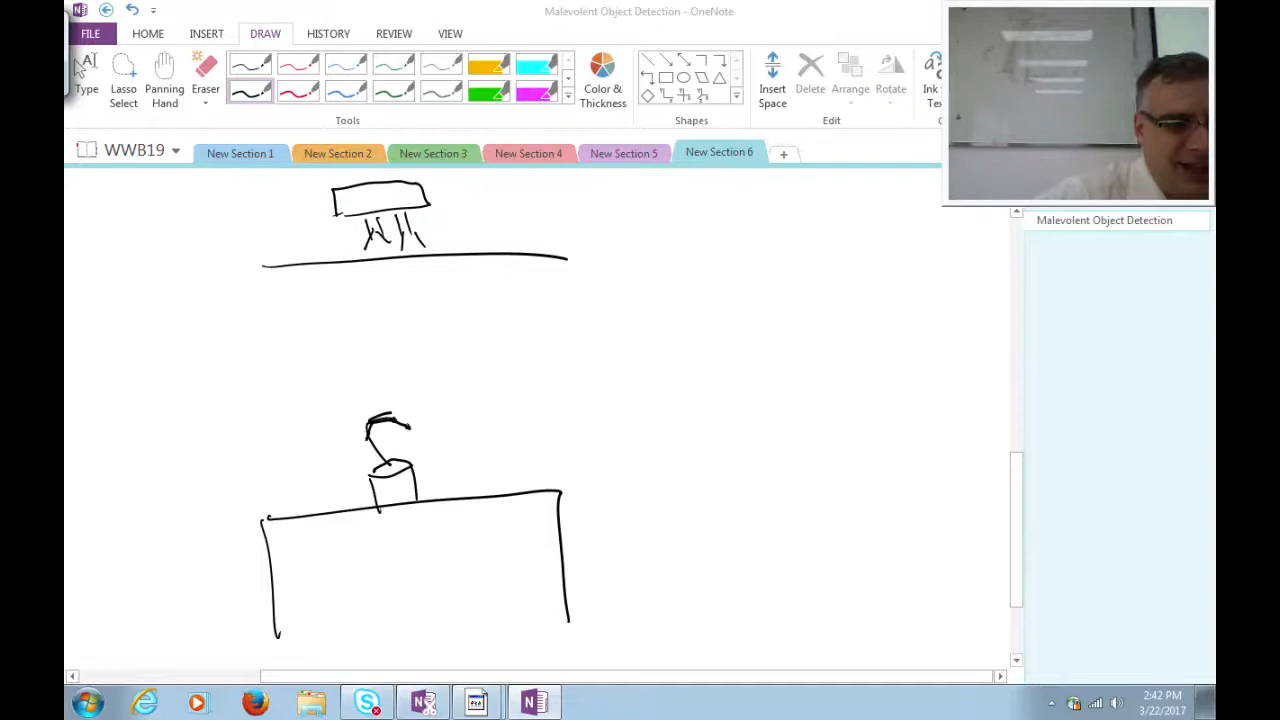 Malevolent Object Detection - OneNote
FILE HOME INSERT DRAW HISTORY REVIEW VIEW
Type
Lasso Select
Panning Hand
Eraser
Color & Thickness
Insert Space
Delete
Arrange
Rotate
Ink to
Tools
Shapes
Edit
WWB19
New Section 1
New Section 2
New Section 3
New Section 4
New Section 5
New Section 6
Malevolent Object Detection
2:42 PM
3/22/2017